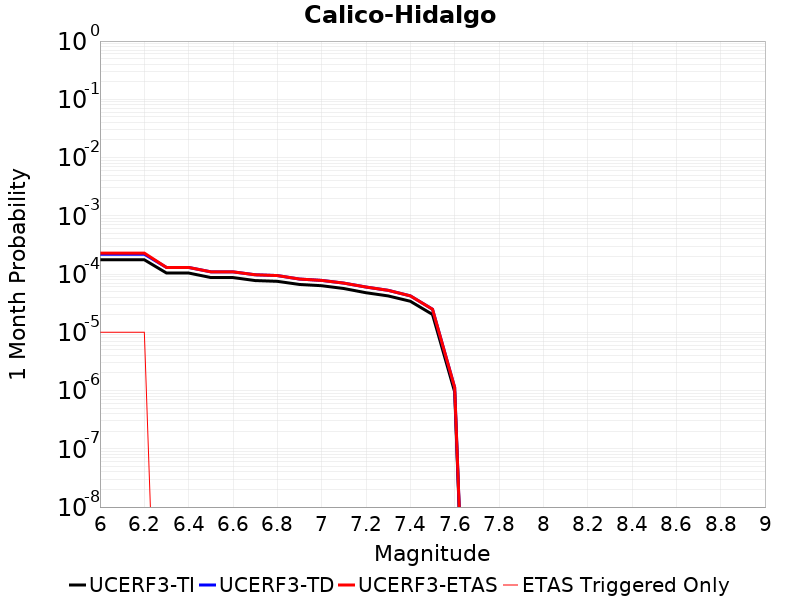 Calico-Hidalgo
10^0
10^-1
10^-2
10^-3
10^-4
10^-5
10^-6
10^-7
10^-8
1 Month Probability
6 6.2 6.4 6.6 6.8 7 7.2 7.4 7.6 7.8 8 8.2 8.4 8.6 8.8 9
Magnitude
UCERF3-TI UCERF3-TD UCERF3-ETAS ETAS Triggered Only